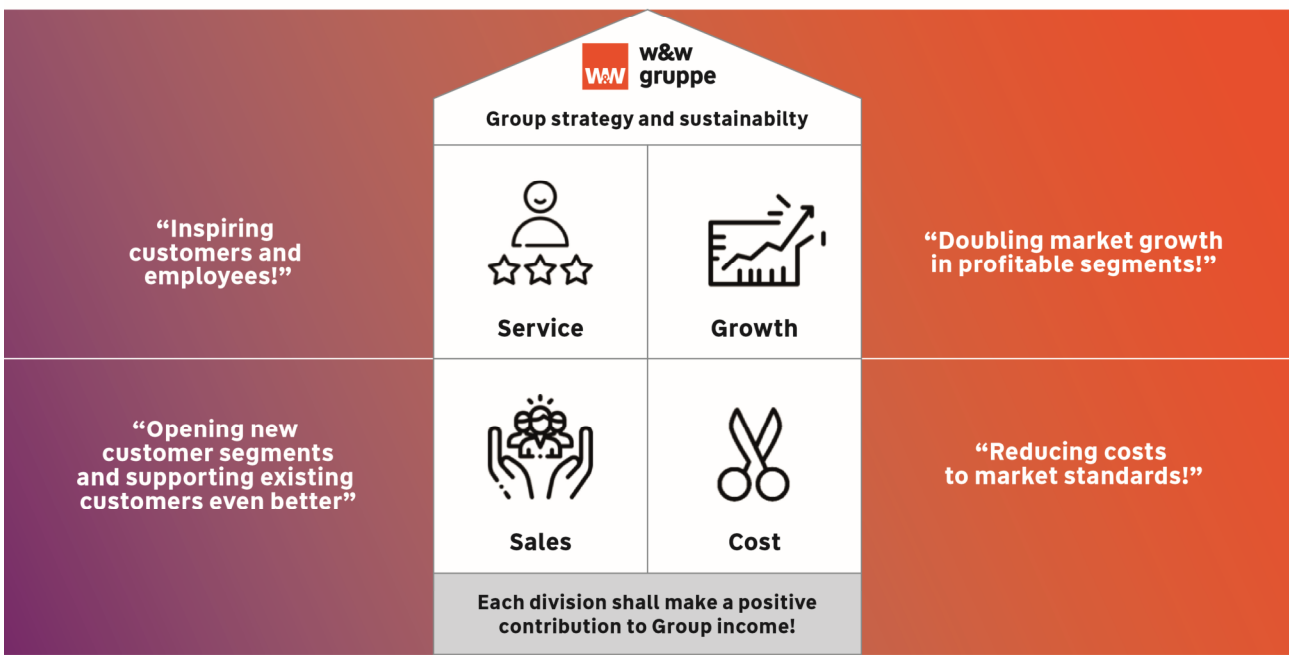 W&W
w&w
gruppe
Group strategy and sustainabilty
“Inspiring
customers and
employees!”
Service
Growth
“Doubling market growth
in profitable segments!”
“Opening new
customer segments
and supporting existing
customers even better”
Sales
Cost
“Reducing costs
to market standards!”
Each division shall make a positive
contribution to Group income!